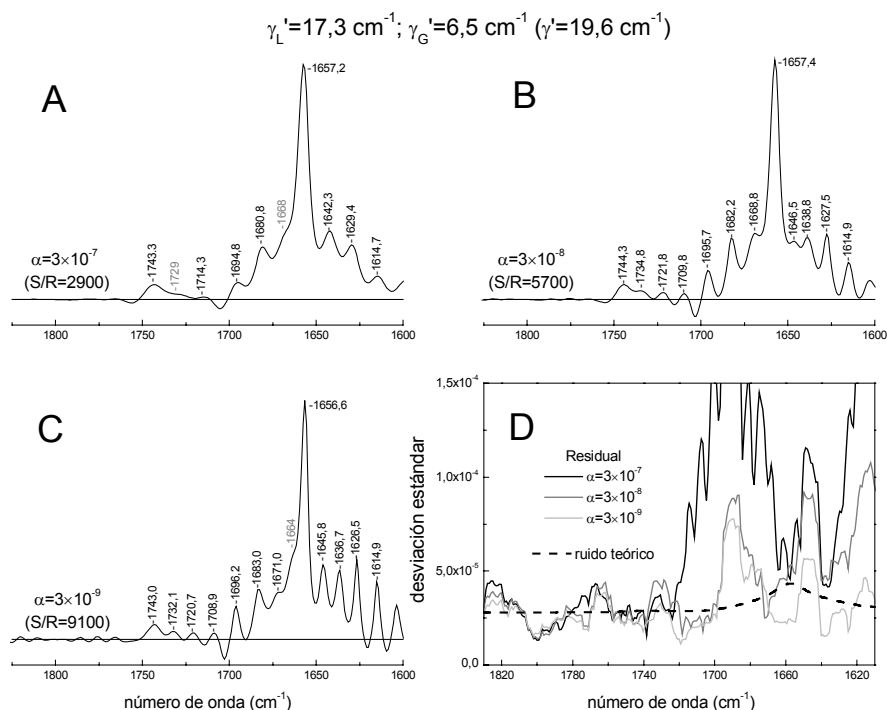 γL'=17,3 cm-1; γG'=6,5 cm-1 (γ'=19,6 cm-1)
A
-1743,3
-1729
-1714,3
-1694,8
-1680,8
-1668
-1657,2
-1642,3
-1629,4
-1614,7
α=3×10-7
(S/R=2900)
1800 1750 1700 1650 1600
B
-1744,3
-1734,8
-1721,8
-1709,8
-1695,7
-1682,2
-1668,8
-1657,4
-1646,5
-1638,8
-1627,5
-1614,9
α=3×10-8
(S/R=5700)
1800 1750 1700 1650 1600
C
-1743,0
-1732,1
-1720,7
-1708,9
-1696,2
-1683,0
-1671,0
-1664
-1656,6
-1645,8
-1636,7
-1626,5
-1614,9
α=3×10-9
(S/R=9100)
1800 1750 1700 1650 1600
número de onda (cm-1)
D
desviación estándar
1,5x10-4
1,0x10-4
5,0x10-5
0,0
Residual
α=3×10-7
α=3×10-8
α=3×10-9
ruido teórico
1820 1780 1740 1700 1660 1620
número de onda (cm-1)